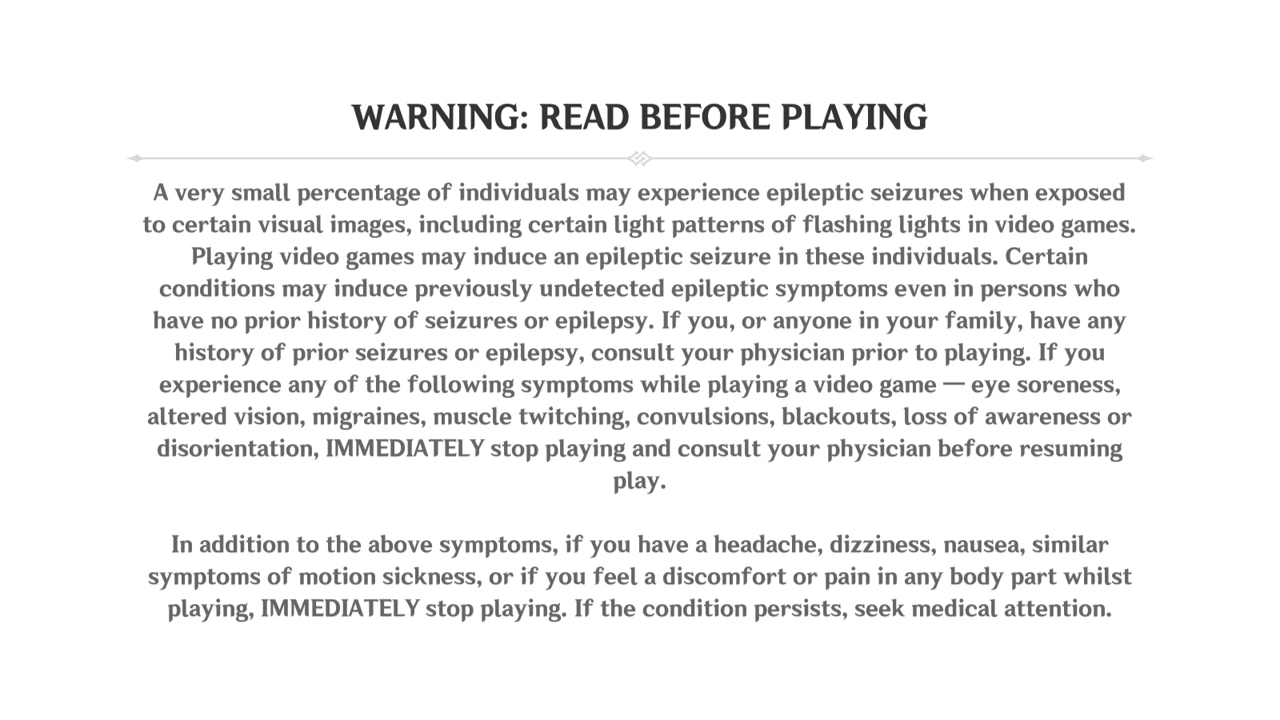 WARNING: READ BEFORE PLAYING
A very small percentage of individuals may experience epileptic seizures when exposed
to certain visual images, including certain light patterns of flashing lights in video games.
Playing video games may induce an epileptic seizure in these individuals. Certain
conditions may induce previously undetected epileptic symptoms even in persons who
have no prior history of seizures or epilepsy. If you, or anyone in your family, have any
history of prior seizures or epilepsy, consult your physician prior to playing. If you
experience any of the following symptoms while playing a video game — eye soreness,
altered vision, migraines, muscle twitching, convulsions, blackouts, loss of awareness or
disorientation, IMMEDIATELY stop playing and consult your physician before resuming
play.
In addition to the above symptoms, if you have a headache, dizziness, nausea, similar
symptoms of motion sickness, or if you feel a discomfort or pain in any body part whilst
playing, IMMEDIATELY stop playing. If the condition persists, seek medical attention.